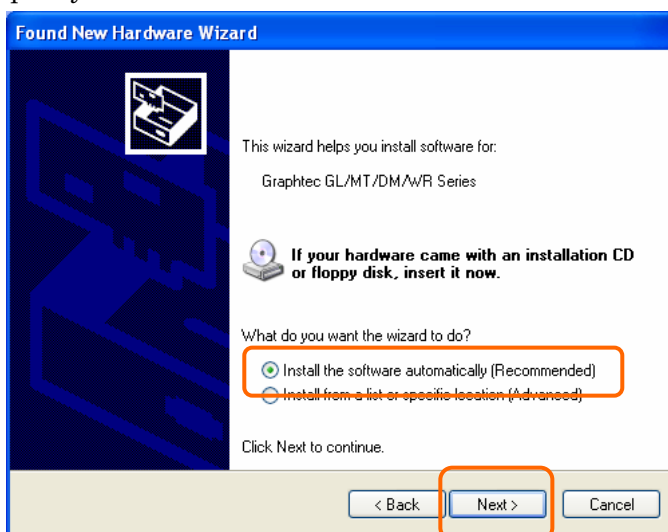 Found New Hardware Wizard
This wizard helps you install software for:
Graphtec GL/MT/DM/WR Series
If your hardware came with an installation CD
or floppy disk, insert it now.
What do you want the wizard to do?
Install the software automatically (Recommended)
Install from a list or specific location (Advanced)
Click Next to continue.
< Back
Next >
Cancel